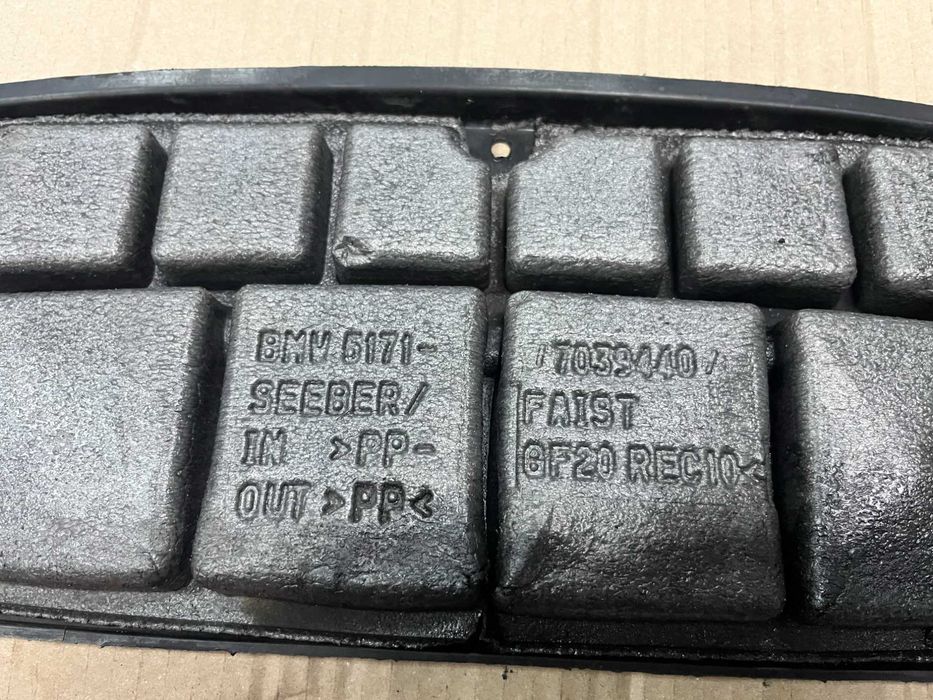 BMW 5171- /7039440/
SEEBER/ FAIST
IN >PP- GF20 REC10<
OUT >PP<